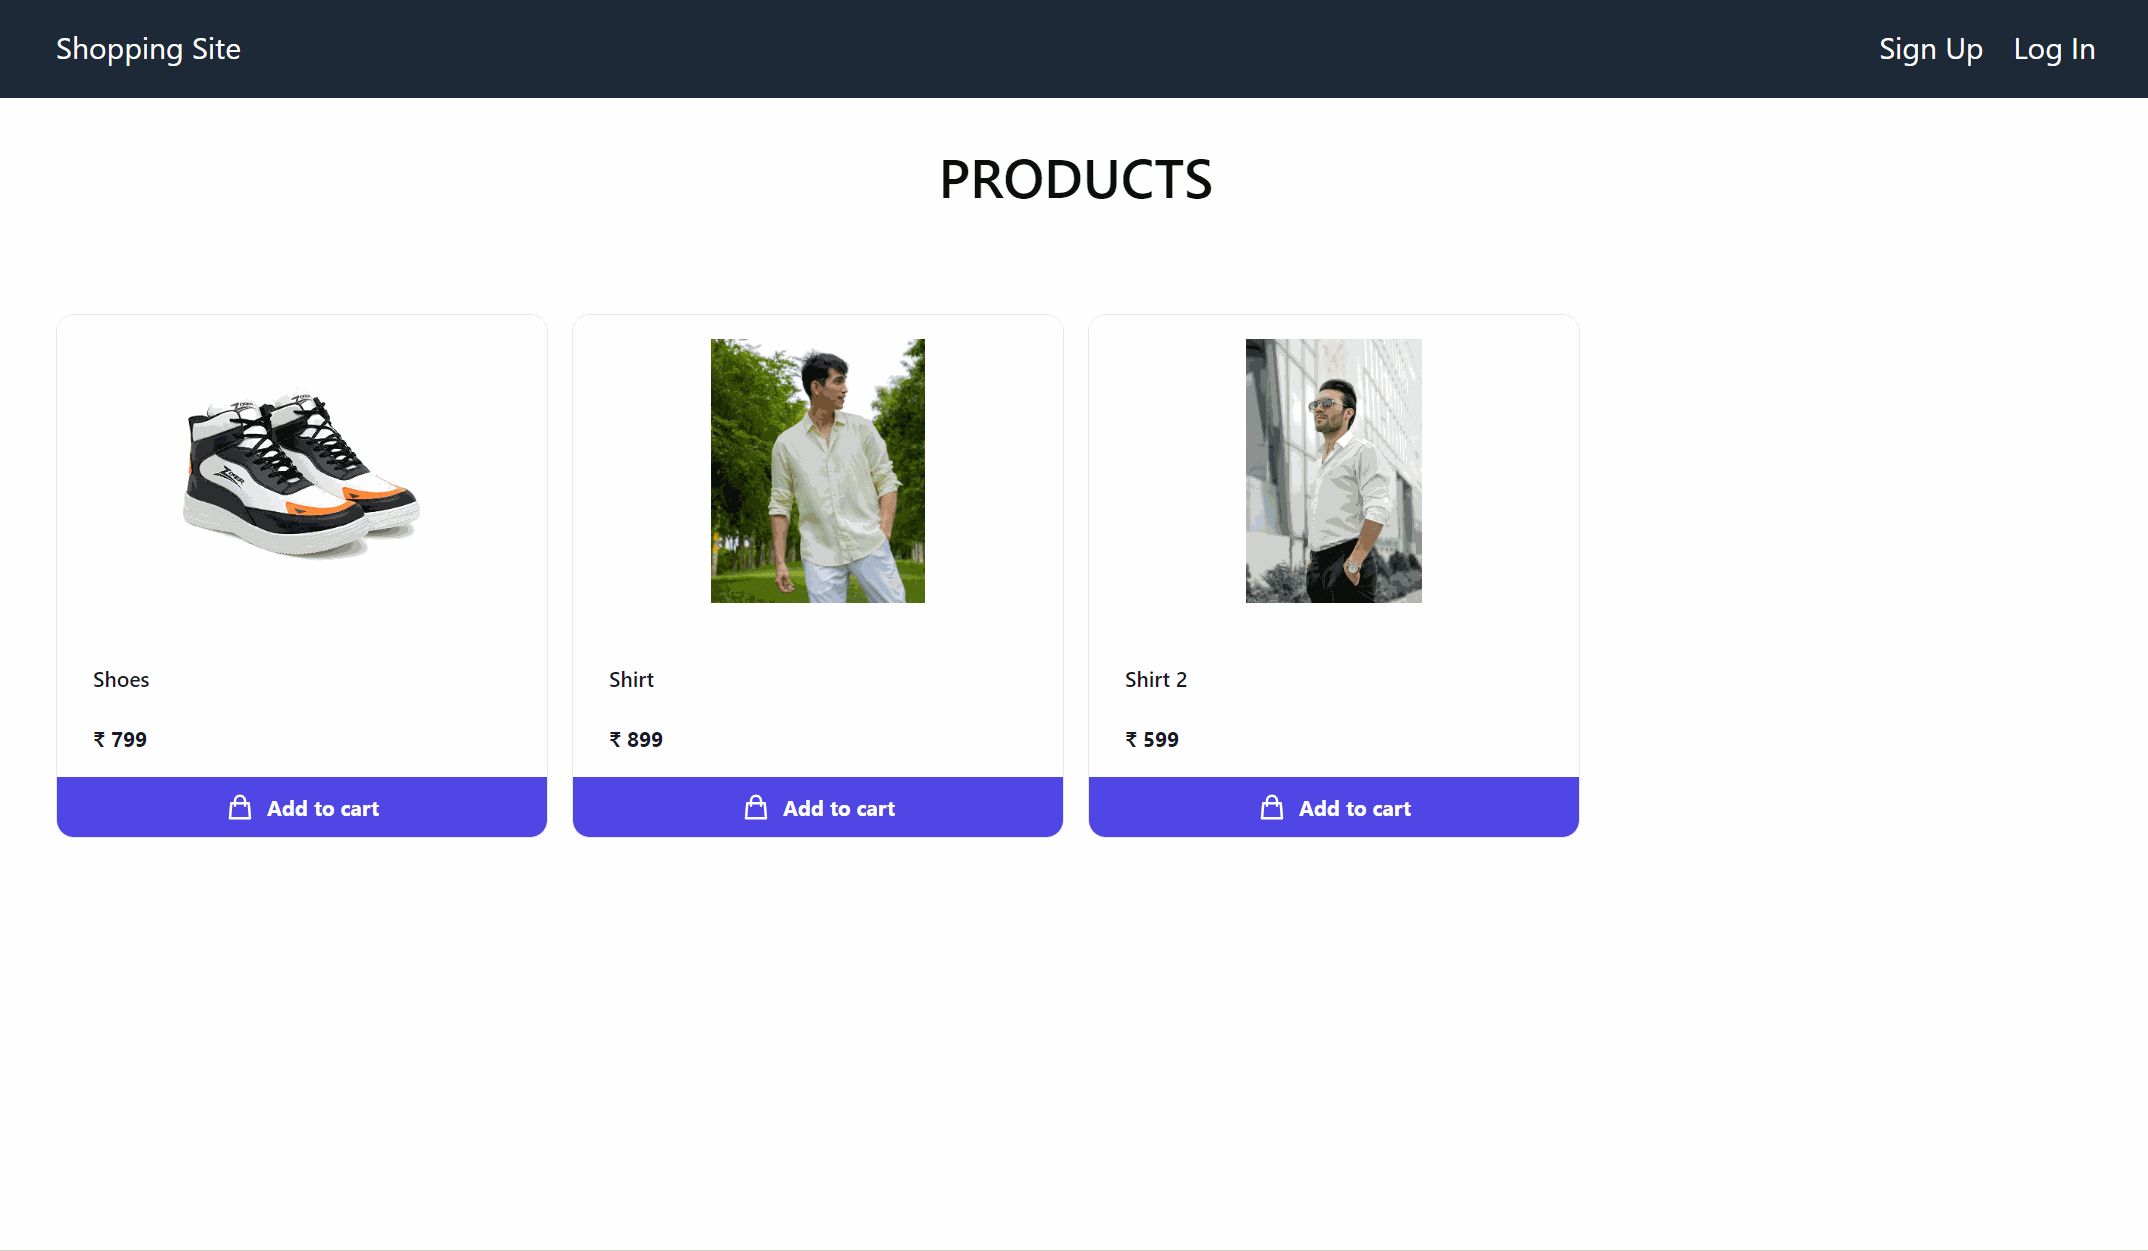 Shopping Site
Sign Up
Log In
PRODUCTS
Shoes
₹ 799
Add to cart
Shirt
₹ 899
Add to cart
Shirt 2
₹ 599
Add to cart